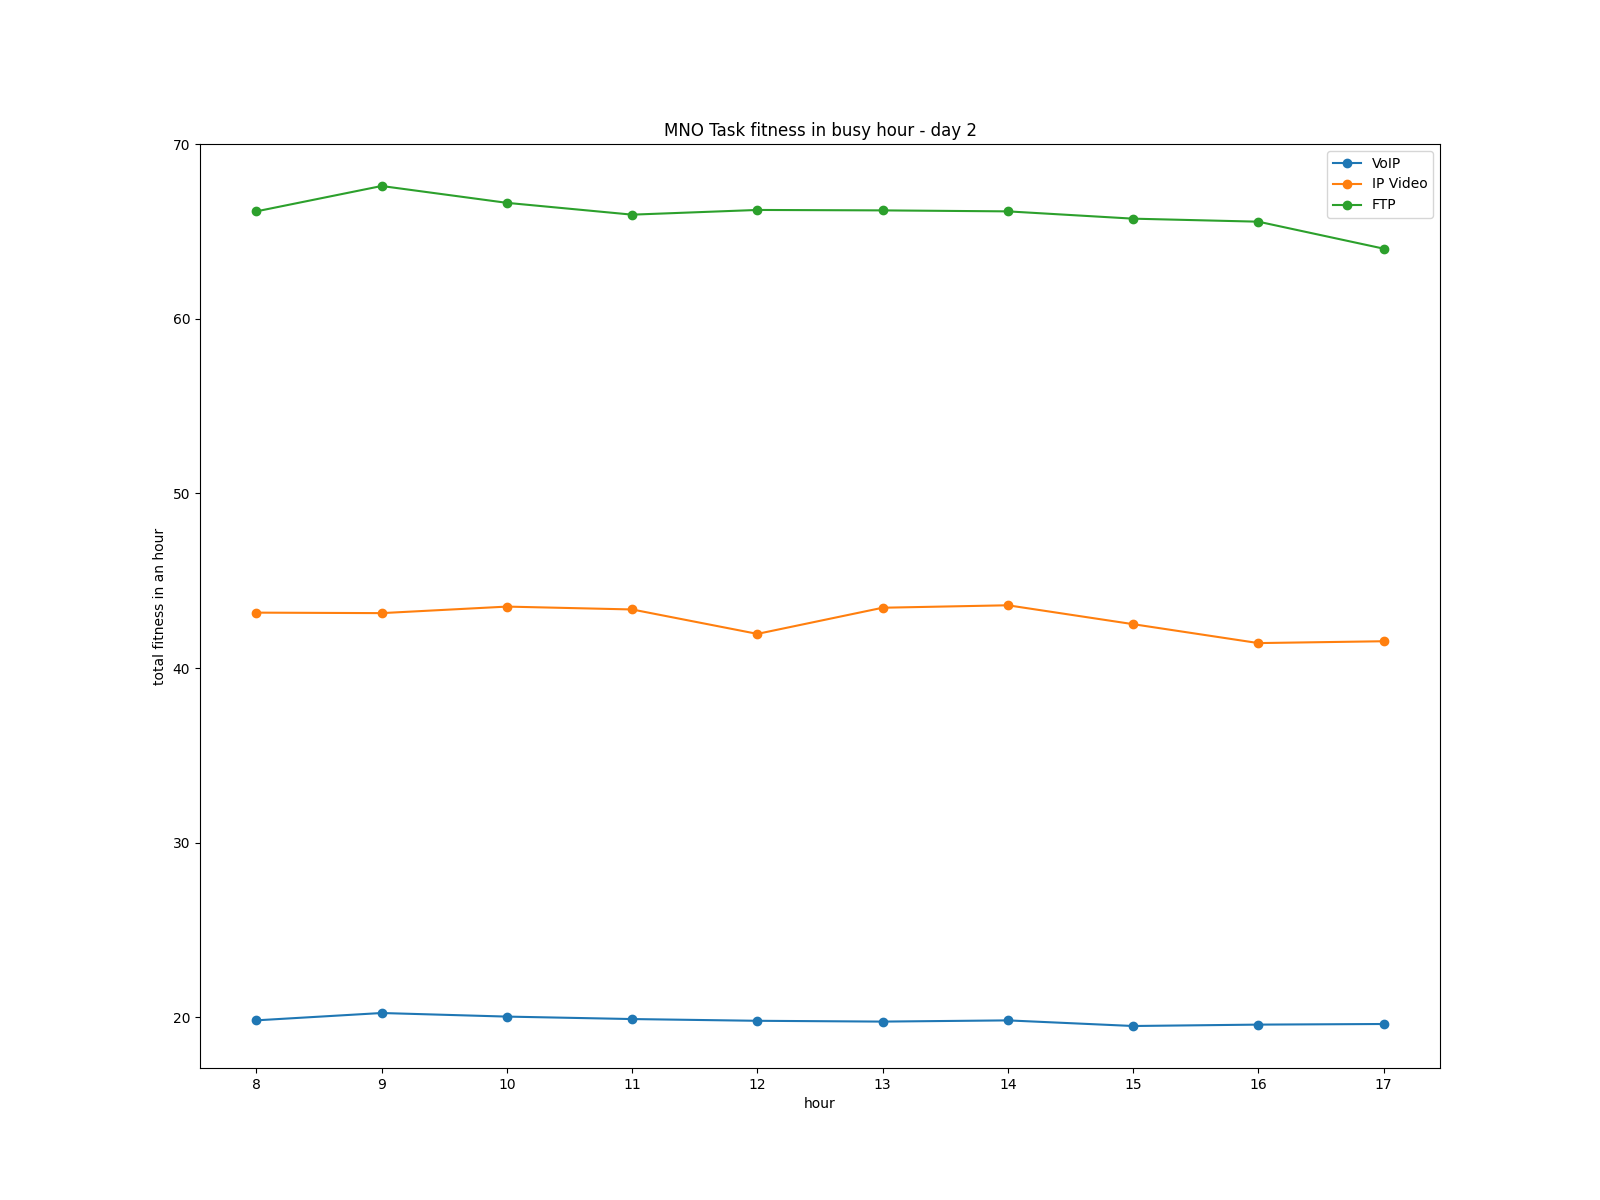 MNO Task fitness in busy hour - day 2
VoIP
IP Video
FTP
70
60
50
40
30
20
total fitness in an hour
8 9 10 11 12 13 14 15 16 17
hour